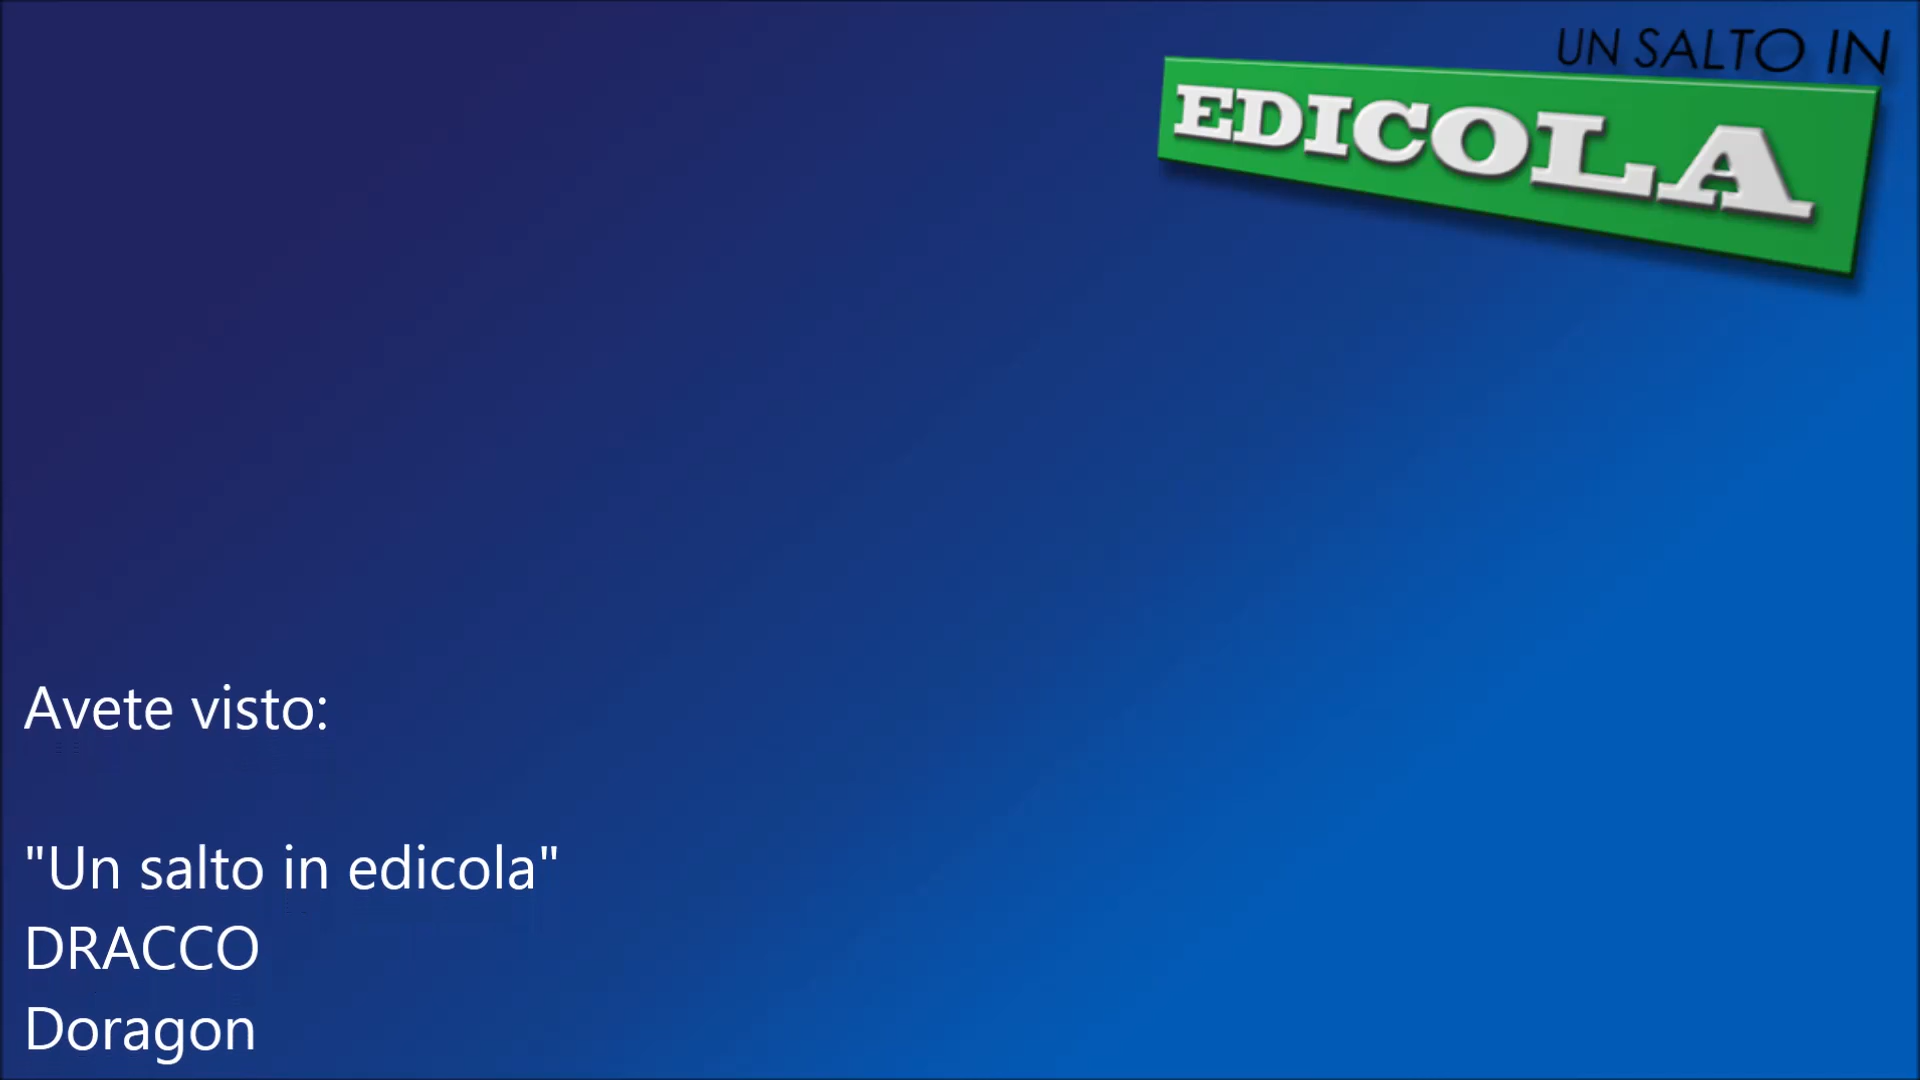 UN SALTO IN
EDICOLA
Avete visto:
"Un salto in edicola"
DRACCO
Doragon